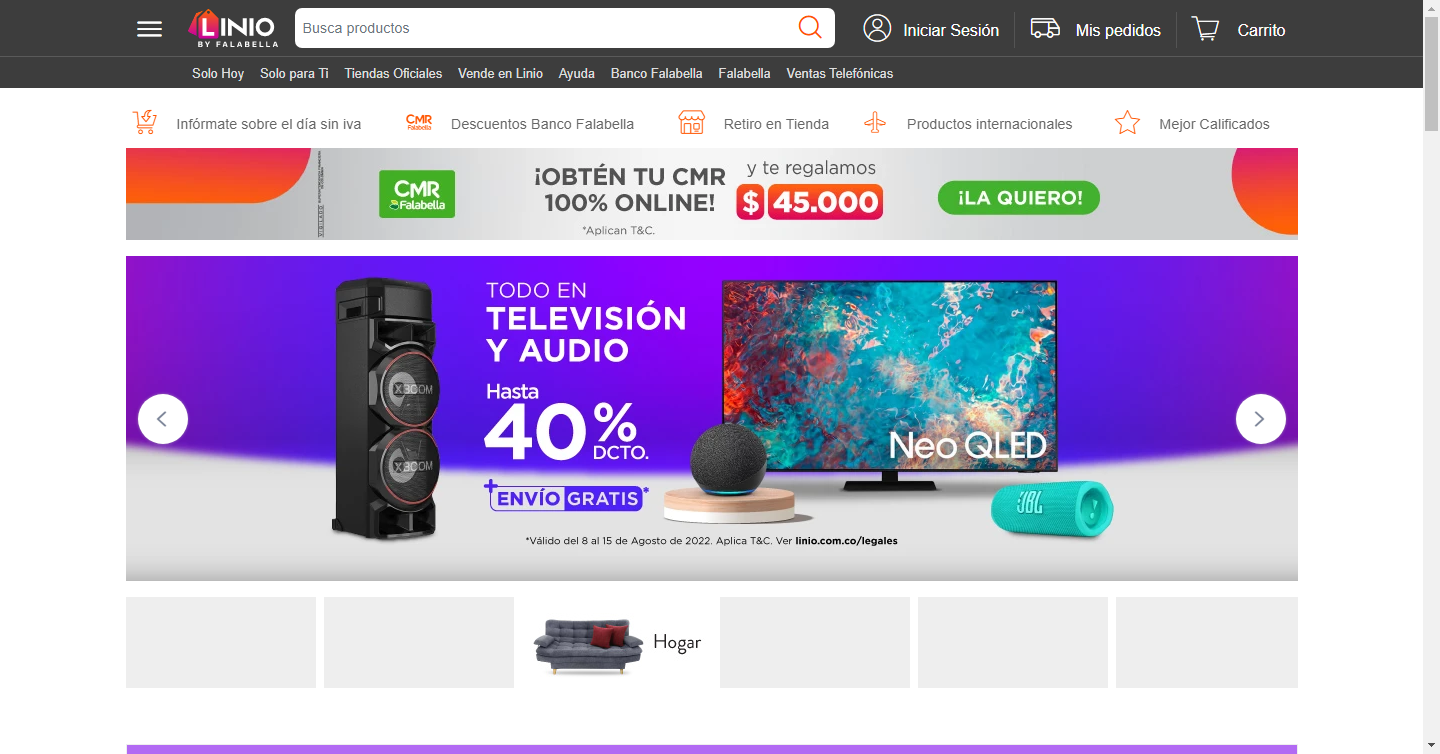 LINIO
BY FALABELLA
Busca productos
Iniciar Sesión
Mis pedidos
Carrito
Solo Hoy
Solo para Ti
Tiendas Oficiales
Vende en Linio
Ayuda
Banco Falabella
Falabella
Ventas Telefónicas
Infórmate sobre el día sin iva
CMR
Falabella
Descuentos Banco Falabella
Retiro en Tienda
Productos internacionales
Mejor Calificados
CMR
Falabella
¡OBTÉN TU CMR
100% ONLINE!
*Aplican T&C.
y te regalamos
$ 45.000
¡LA QUIERO!
TODO EN
TELEVISIÓN
Y AUDIO
Hasta
40%
DCTO.
+ENVÍO GRATIS*
XBOOM
XBOOM
Neo QLED
JBL
*Válido del 8 al 15 de Agosto de 2022. Aplica T&C. Ver linio.com.co/legales
Hogar